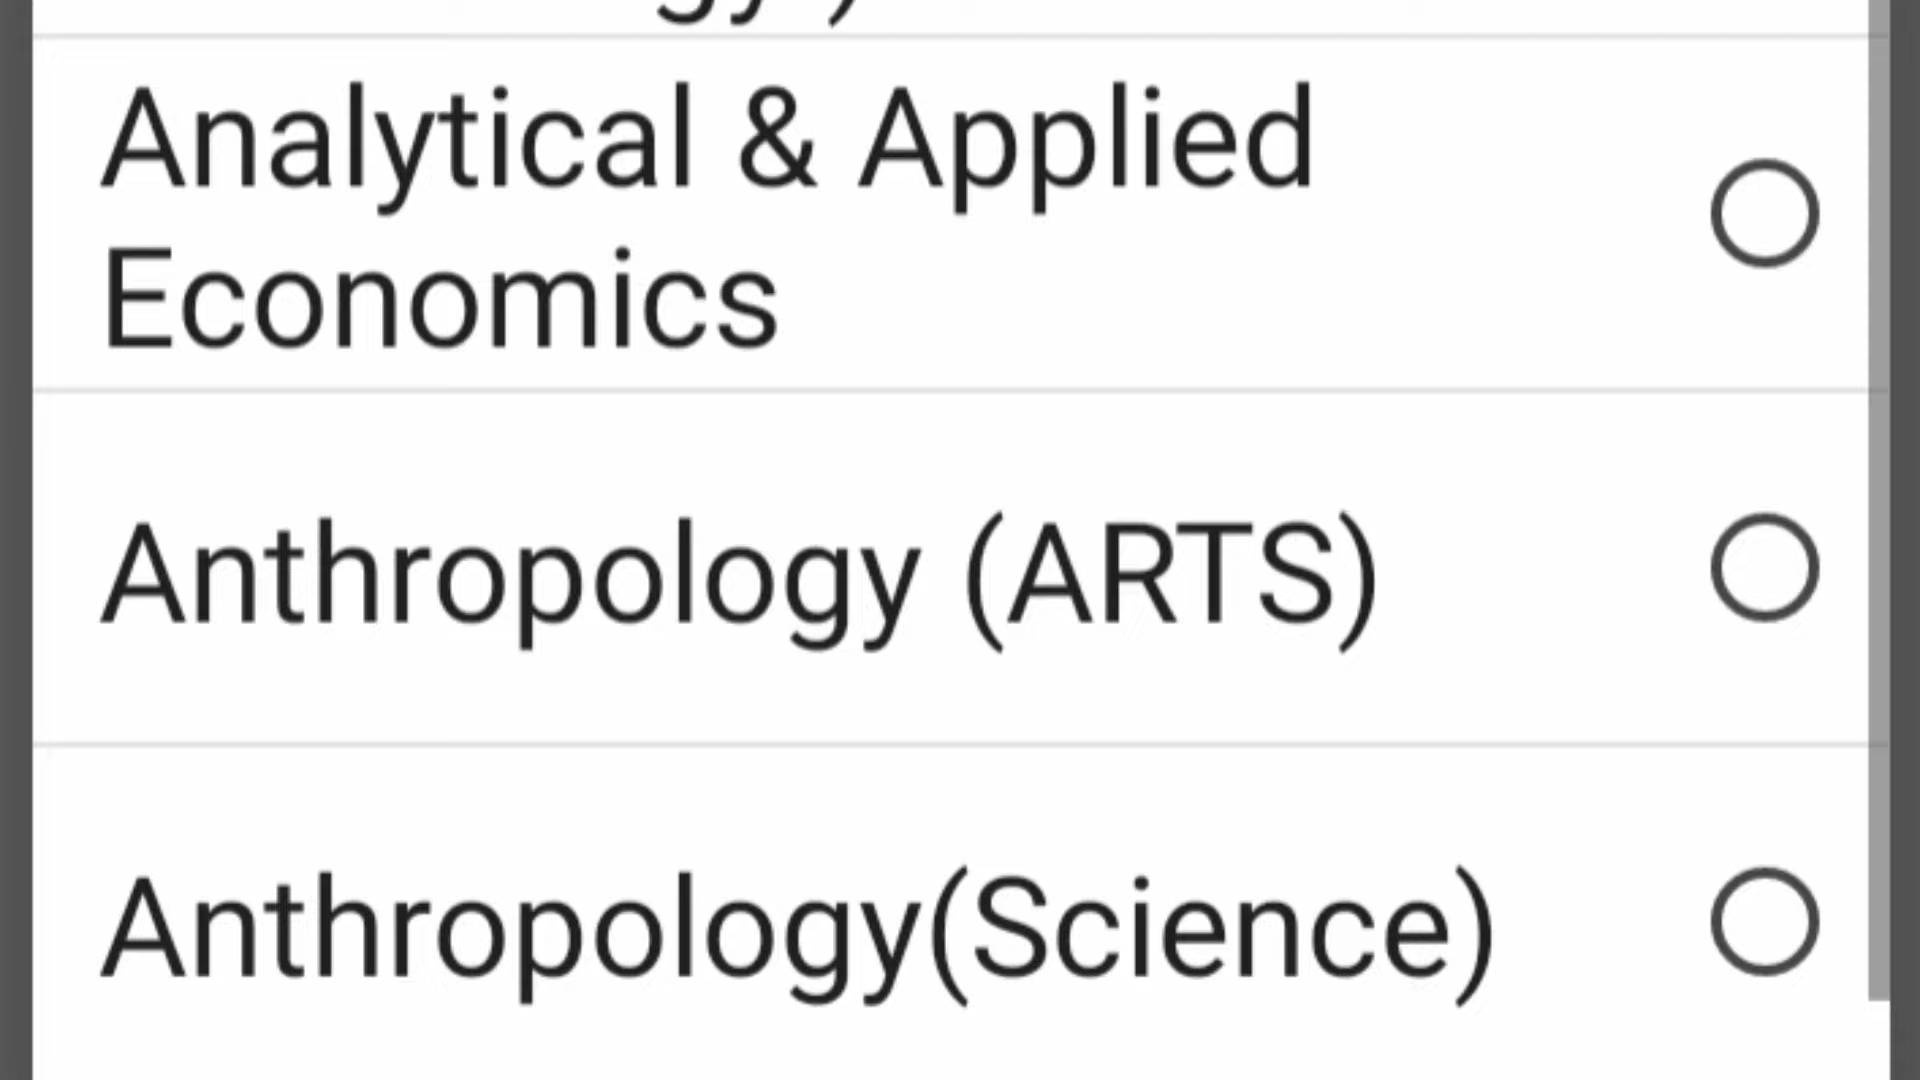 Analytical & Applied
Economics
Anthropology (ARTS)
Anthropology(Science)